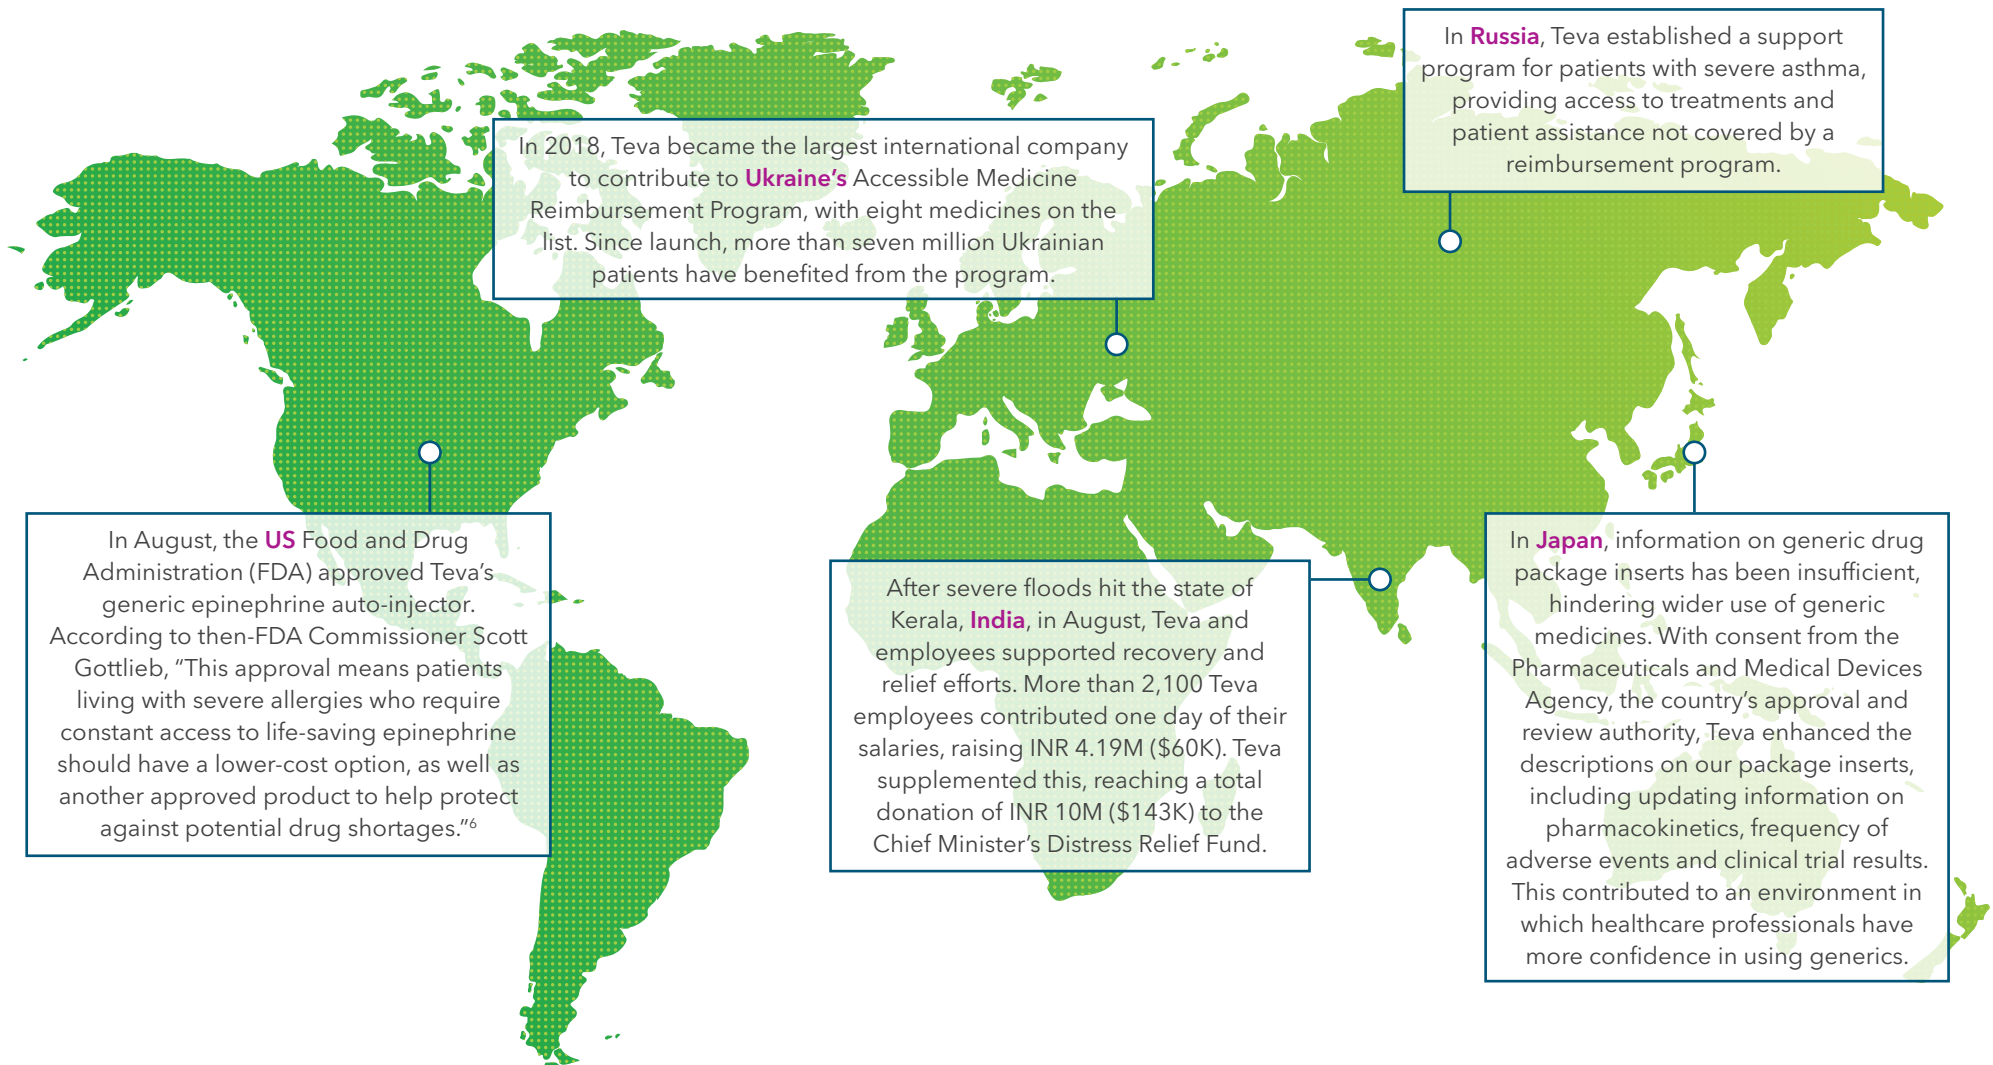 In Russia, Teva established a support
program for patients with severe asthma,
providing access to treatments and
patient assistance not covered by a
reimbursement program.
In 2018, Teva became the largest international company
to contribute to Ukraine’s Accessible Medicine
Reimbursement Program, with eight medicines on the
list. Since launch, more than seven million Ukrainian
patients have benefited from the program.
In August, the US Food and Drug
Administration (FDA) approved Teva’s
generic epinephrine auto-injector.
According to then-FDA Commissioner Scott
Gottlieb, “This approval means patients
living with severe allergies who require
constant access to life-saving epinephrine
should have a lower-cost option, as well as
another approved product to help protect
against potential drug shortages.”⁶
After severe floods hit the state of
Kerala, India, in August, Teva and
employees supported recovery and
relief efforts. More than 2,100 Teva
employees contributed one day of their
salaries, raising INR 4.19M ($60K). Teva
supplemented this, reaching a total
donation of INR 10M ($143K) to the
Chief Minister’s Distress Relief Fund.
In Japan, information on generic drug
package inserts has been insufficient,
hindering wider use of generic
medicines. With consent from the
Pharmaceuticals and Medical Devices
Agency, the country’s approval and
review authority, Teva enhanced the
descriptions on our package inserts,
including updating information on
pharmacokinetics, frequency of
adverse events and clinical trial results.
This contributed to an environment in
which healthcare professionals have
more confidence in using generics.